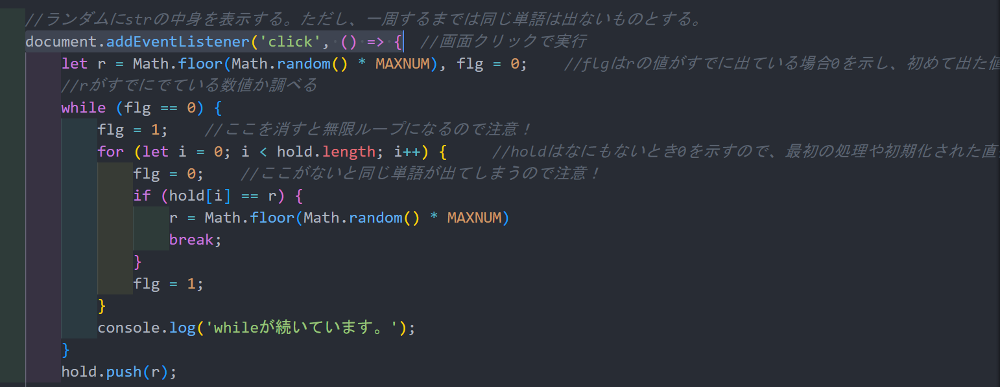 //ランダムにstrの中身を表示する。ただし、一周するまでは同じ単語は出ないものとする。
document.addEventListener('click', () => {  //画面クリックで実行
let r = Math.floor(Math.random() * MAXNUM), flg = 0;    //flgはrの値がすでに出ている場合0を示し、初めて出た値
//rがすでにでている数値か調べる
while (flg == 0) {
flg = 1;    //ここを消すと無限ループになるので注意！
for (let i = 0; i < hold.length; i++) {     //holdはなにもないとき0を示すので、最初の処理や初期化された直
flg = 0;    //ここがないと同じ単語が出てしまうので注意！
if (hold[i] == r) {
r = Math.floor(Math.random() * MAXNUM)
break;
}
flg = 1;
}
console.log('whileが続いています。');
}
hold.push(r);